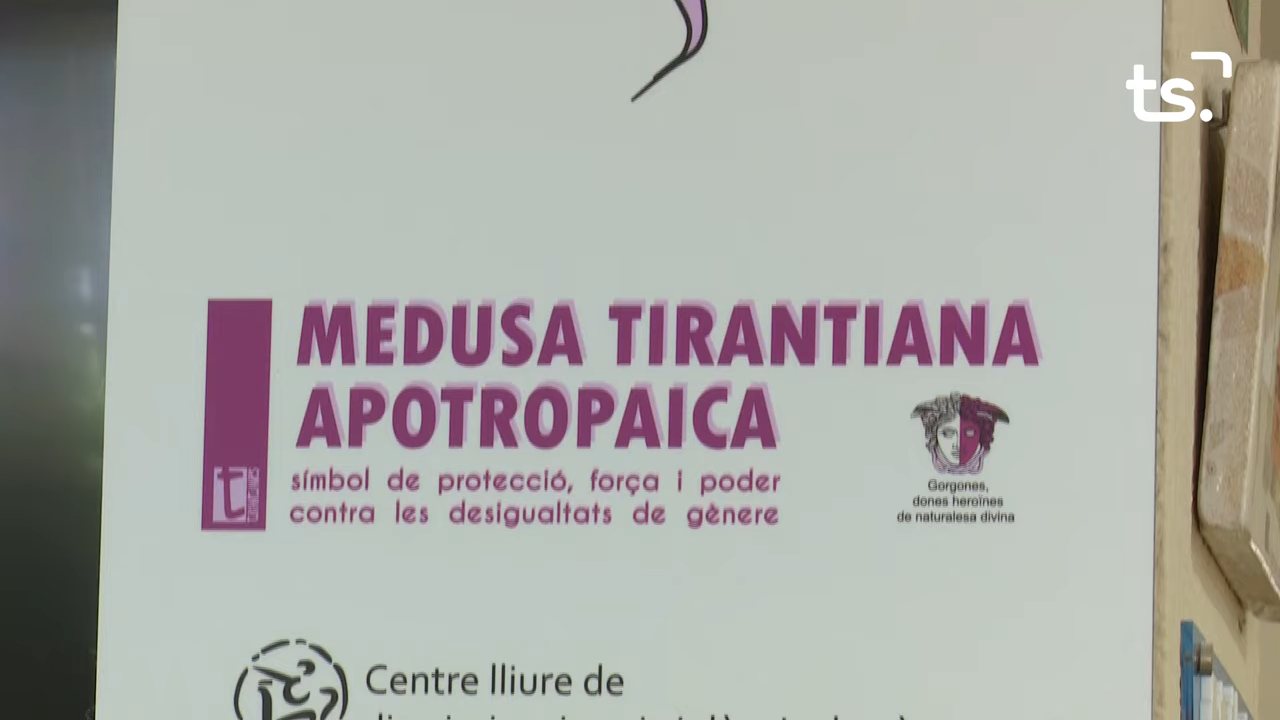 ts.
MEDUSA TIRANTIANA
APOTROPAICA
símbol de protecció, força i poder
contra les desigualtats de gènere
Gorgones,
dones heroïnes
de naturalesa divina
Centre lliure de